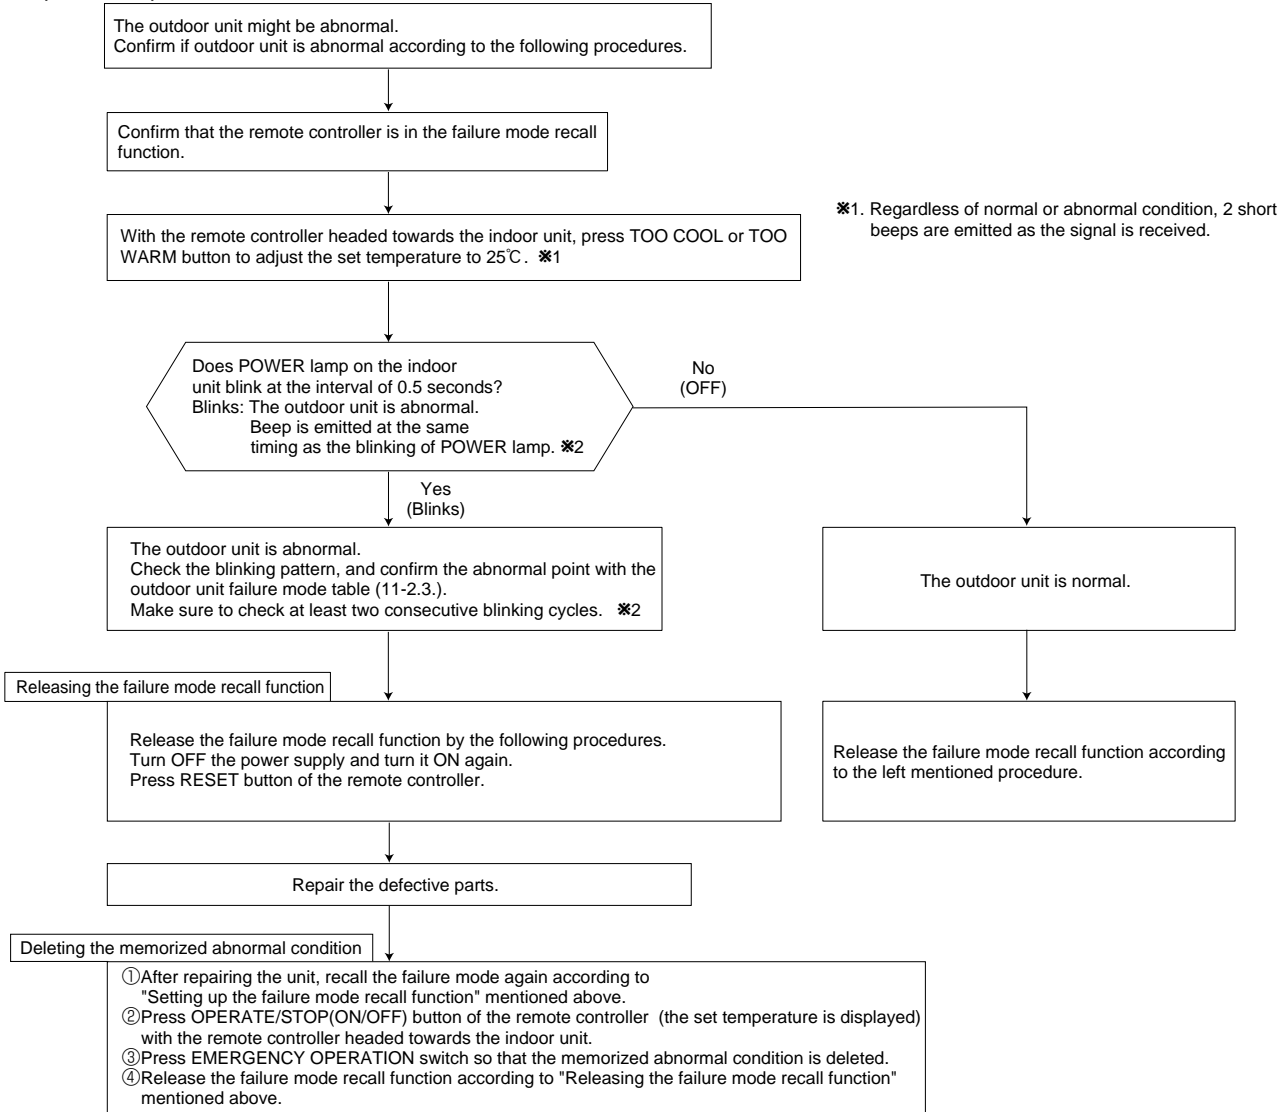 The outdoor unit might be abnormal.
Confirm if outdoor unit is abnormal according to the following procedures.
Confirm that the remote controller is in the failure mode recall
function.
With the remote controller headed towards the indoor unit, press TOO COOL or TOO
WARM button to adjust the set temperature to 25℃. ※1
※1. Regardless of normal or abnormal condition, 2 short
beeps are emitted as the signal is received.
Does POWER lamp on the indoor
unit blink at the interval of 0.5 seconds?
Blinks: The outdoor unit is abnormal.
Beep is emitted at the same
timing as the blinking of POWER lamp. ※2
No
(OFF)
Yes
(Blinks)
The outdoor unit is abnormal.
Check the blinking pattern, and confirm the abnormal point with the
outdoor unit failure mode table (11-2.3.).
Make sure to check at least two consecutive blinking cycles. ※2
The outdoor unit is normal.
Releasing the failure mode recall function
Release the failure mode recall function by the following procedures.
Turn OFF the power supply and turn it ON again.
Press RESET button of the remote controller.
Release the failure mode recall function according
to the left mentioned procedure.
Repair the defective parts.
Deleting the memorized abnormal condition
①After repairing the unit, recall the failure mode again according to
"Setting up the failure mode recall function" mentioned above.
②Press OPERATE/STOP(ON/OFF) button of the remote controller (the set temperature is displayed)
with the remote controller headed towards the indoor unit.
③Press EMERGENCY OPERATION switch so that the memorized abnormal condition is deleted.
④Release the failure mode recall function according to "Releasing the failure mode recall function"
mentioned above.